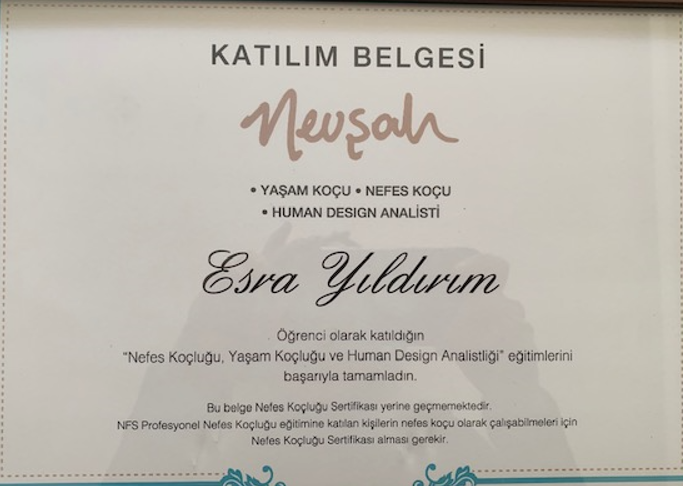 KATILIM BELGESİ
Nevşah
• YAŞAM KOÇU • NEFES KOÇU
• HUMAN DESIGN ANALİSTİ
Esra Yıldırım
Öğrenci olarak katıldığın
“Nefes Koçluğu, Yaşam Koçluğu ve Human Design Analistliği” eğitimlerini
başarıyla tamamladın.
Bu belge Nefes Koçluğu Sertifikası yerine geçmemektedir.
NFS Profesyonel Nefes Koçluğu eğitimine katılan kişilerin nefes koçu olarak çalışabilmeleri için
Nefes Koçluğu Sertifikası alması gerekir.